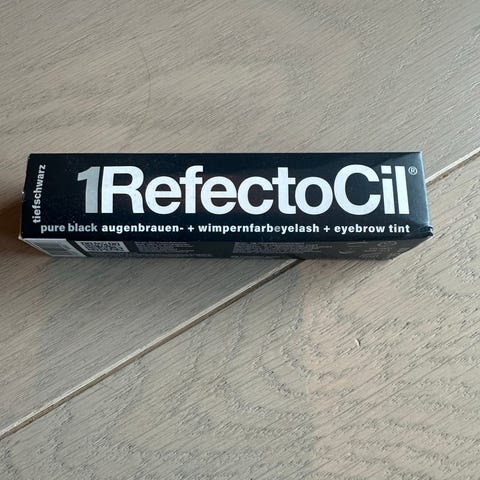 tiefschwarz
1RefectoCil®
pure black augenbrauen- + wimpernfarbeyelash + eyebrow tint